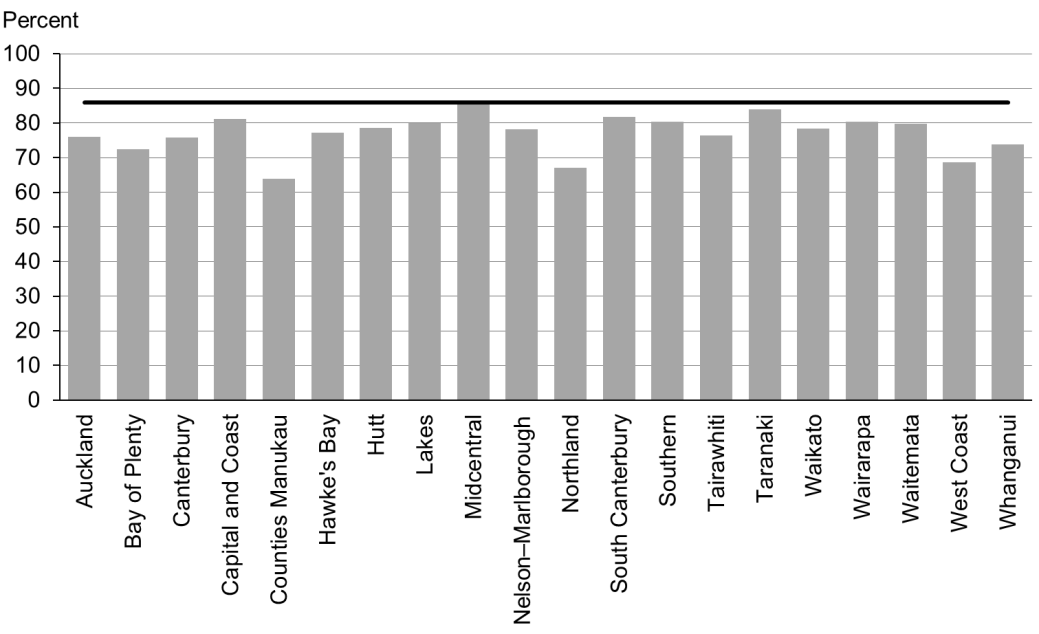 Percent
100
90
80
70
60
50
40
30
20
10
0
Auckland
Bay of Plenty
Canterbury
Capital and Coast
Counties Manukau
Hawke's Bay
Hutt
Lakes
Midcentral
Nelson–Marlborough
Northland
South Canterbury
Southern
Tairawhiti
Taranaki
Waikato
Wairarapa
Waitemata
West Coast
Whanganui